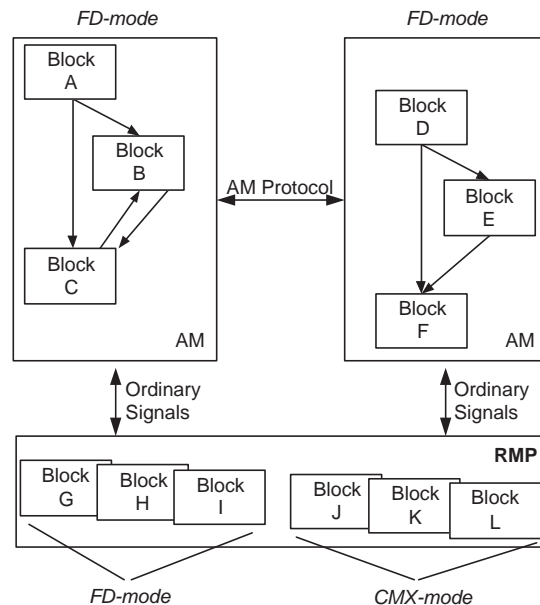 FD-mode
FD-mode
Block
A
Block
B
Block
C
AM
AM Protocol
Block
D
Block
E
Block
F
AM
Ordinary
Signals
Ordinary
Signals
RMP
Block
G
Block
H
Block
I
Block
J
Block
K
Block
L
FD-mode
CMX-mode